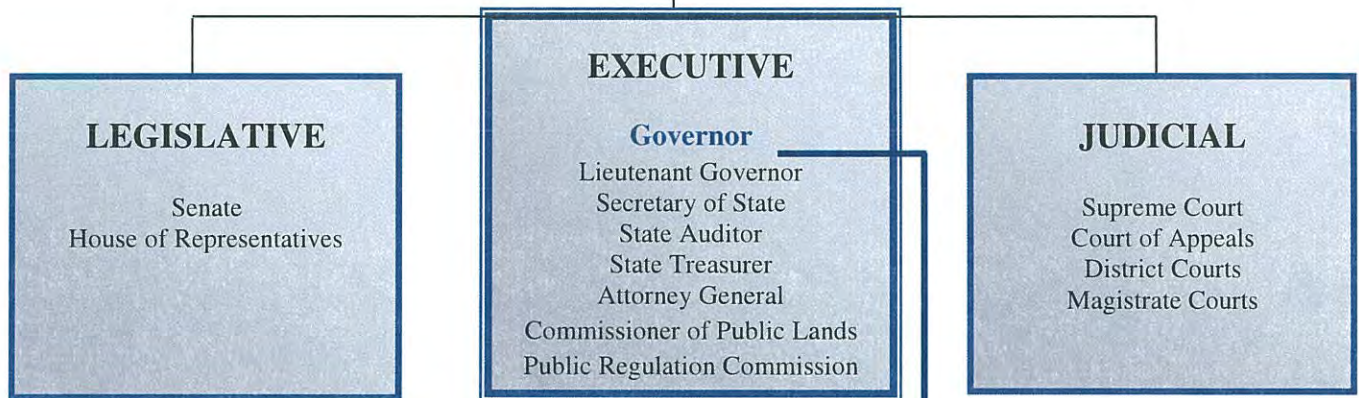 LEGISLATIVE
Senate
House of Representatives
EXECUTIVE
Governor
Lieutenant Governor
Secretary of State
State Auditor
State Treasurer
Attorney General
Commissioner of Public Lands
Public Regulation Commission
JUDICIAL
Supreme Court
Court of Appeals
District Courts
Magistrate Courts